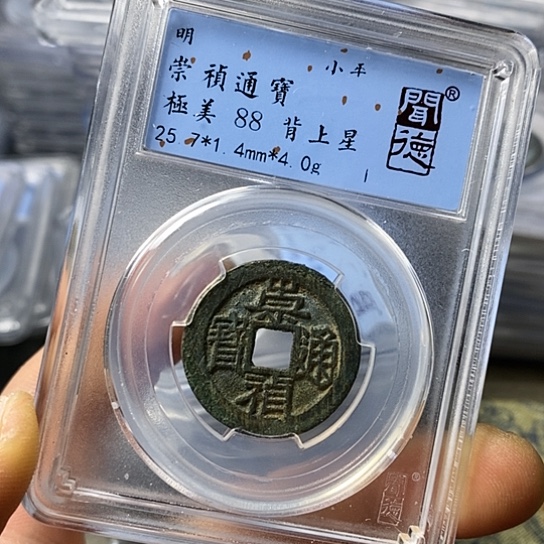 明
崇禎通寶 小平
極美 88 背上星
25.7*1.4mm*4.0g
聞德®
崇禎通寶